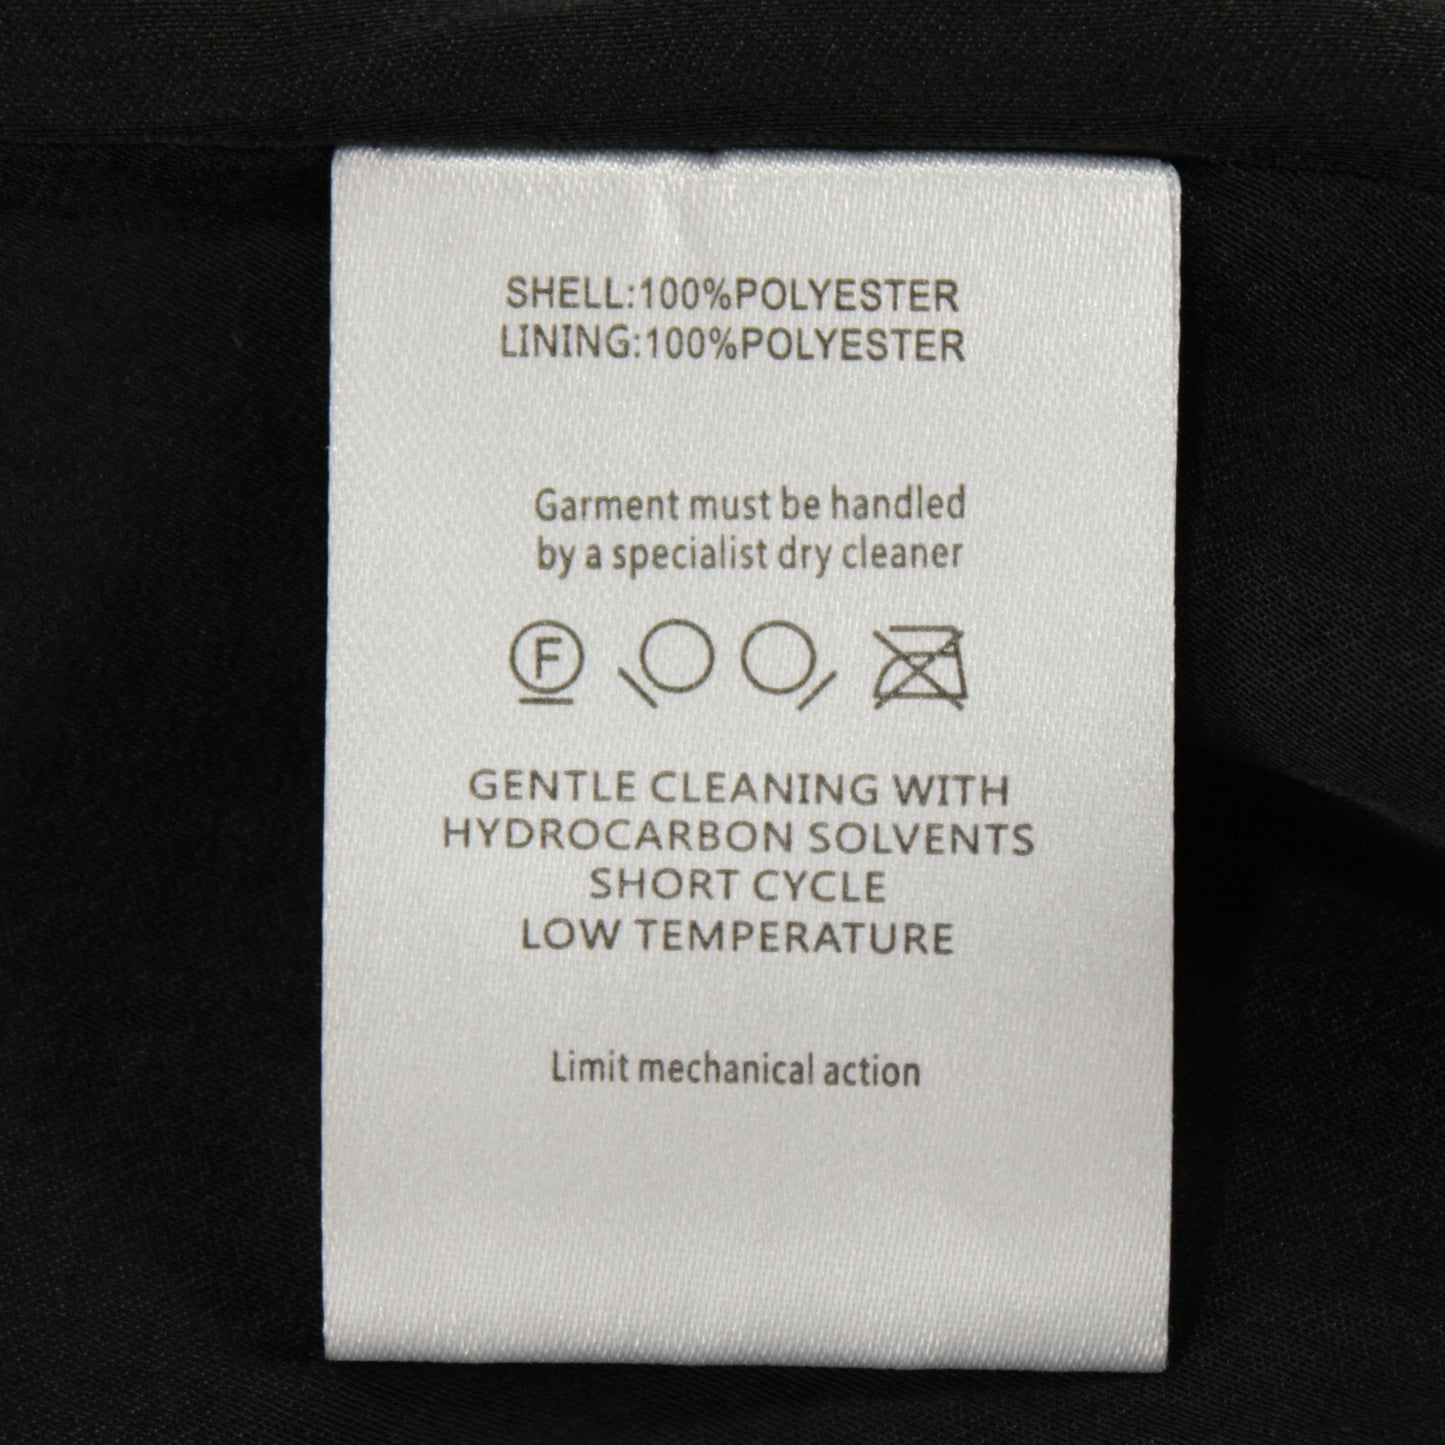 SHELL:100%POLYESTER
LINING:100%POLYESTER
Garment must be handled
by a specialist dry cleaner
F
GENTLE CLEANING WITH
HYDROCARBON SOLVENTS
SHORT CYCLE
LOW TEMPERATURE
Limit mechanical action